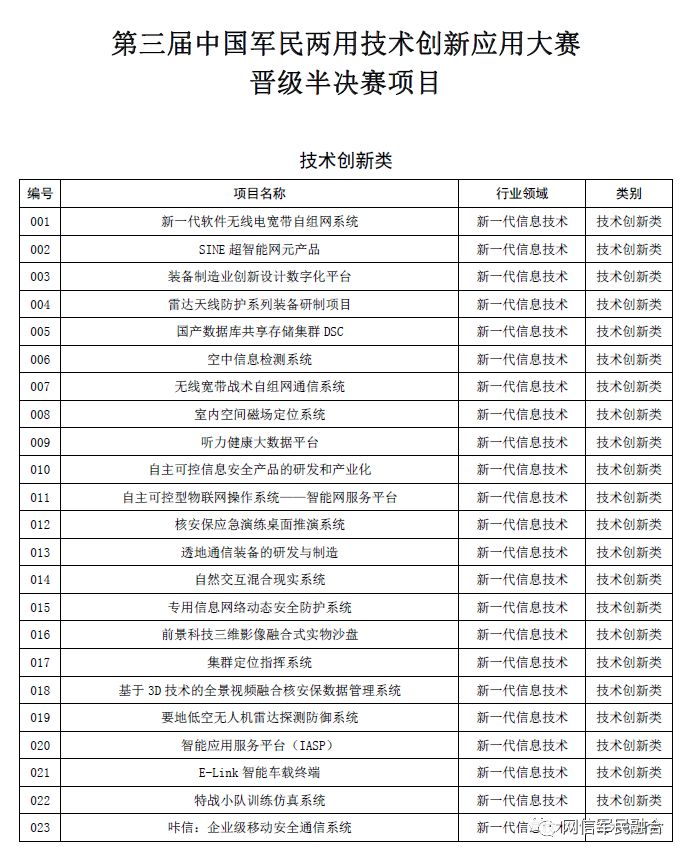 第三届中国军民两用技术创新应用大赛
晋级半决赛项目
技术创新类
编号 项目名称 行业领域 类别
001 新一代软件无线电宽带自组网系统 新一代信息技术 技术创新类
002 SINE 超智能网元产品 新一代信息技术 技术创新类
003 装备制造业创新设计数字化平台 新一代信息技术 技术创新类
004 雷达天线防护系列装备研制项目 新一代信息技术 技术创新类
005 国产数据库共享存储集群 DSC 新一代信息技术 技术创新类
006 空中信息检测系统 新一代信息技术 技术创新类
007 无线宽带战术自组网通信系统 新一代信息技术 技术创新类
008 室内空间磁场定位系统 新一代信息技术 技术创新类
009 听力健康大数据平台 新一代信息技术 技术创新类
010 自主可控信息安全产品的研发和产业化 新一代信息技术 技术创新类
011 自主可控型物联网操作系统——智能网服务平台 新一代信息技术 技术创新类
012 核安保应急演练桌面推演系统 新一代信息技术 技术创新类
013 透地通信装备的研发与制造 新一代信息技术 技术创新类
014 自然交互混合现实系统 新一代信息技术 技术创新类
015 专用信息网络动态安全防护系统 新一代信息技术 技术创新类
016 前景科技三维影像融合式实物沙盘 新一代信息技术 技术创新类
017 集群定位指挥系统 新一代信息技术 技术创新类
018 基于 3D 技术的全景视频融合核安保数据管理系统 新一代信息技术 技术创新类
019 要地低空无人机雷达探测防御系统 新一代信息技术 技术创新类
020 智能应用服务平台（IASP） 新一代信息技术 技术创新类
021 E-Link 智能车载终端 新一代信息技术 技术创新类
022 特战小队训练仿真系统 新一代信息技术 技术创新类
023 咔信：企业级移动安全通信系统 新一代信息技术 技术创新类
网信军民融合